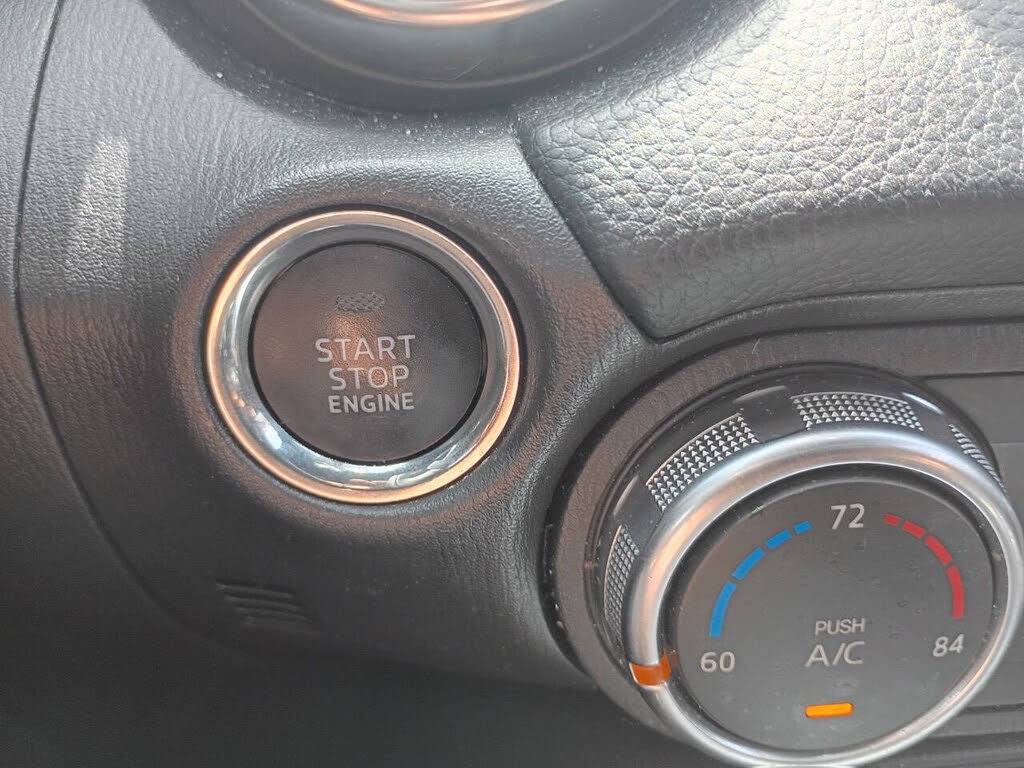 START
STOP
ENGINE
72
60
84
PUSH
A/C